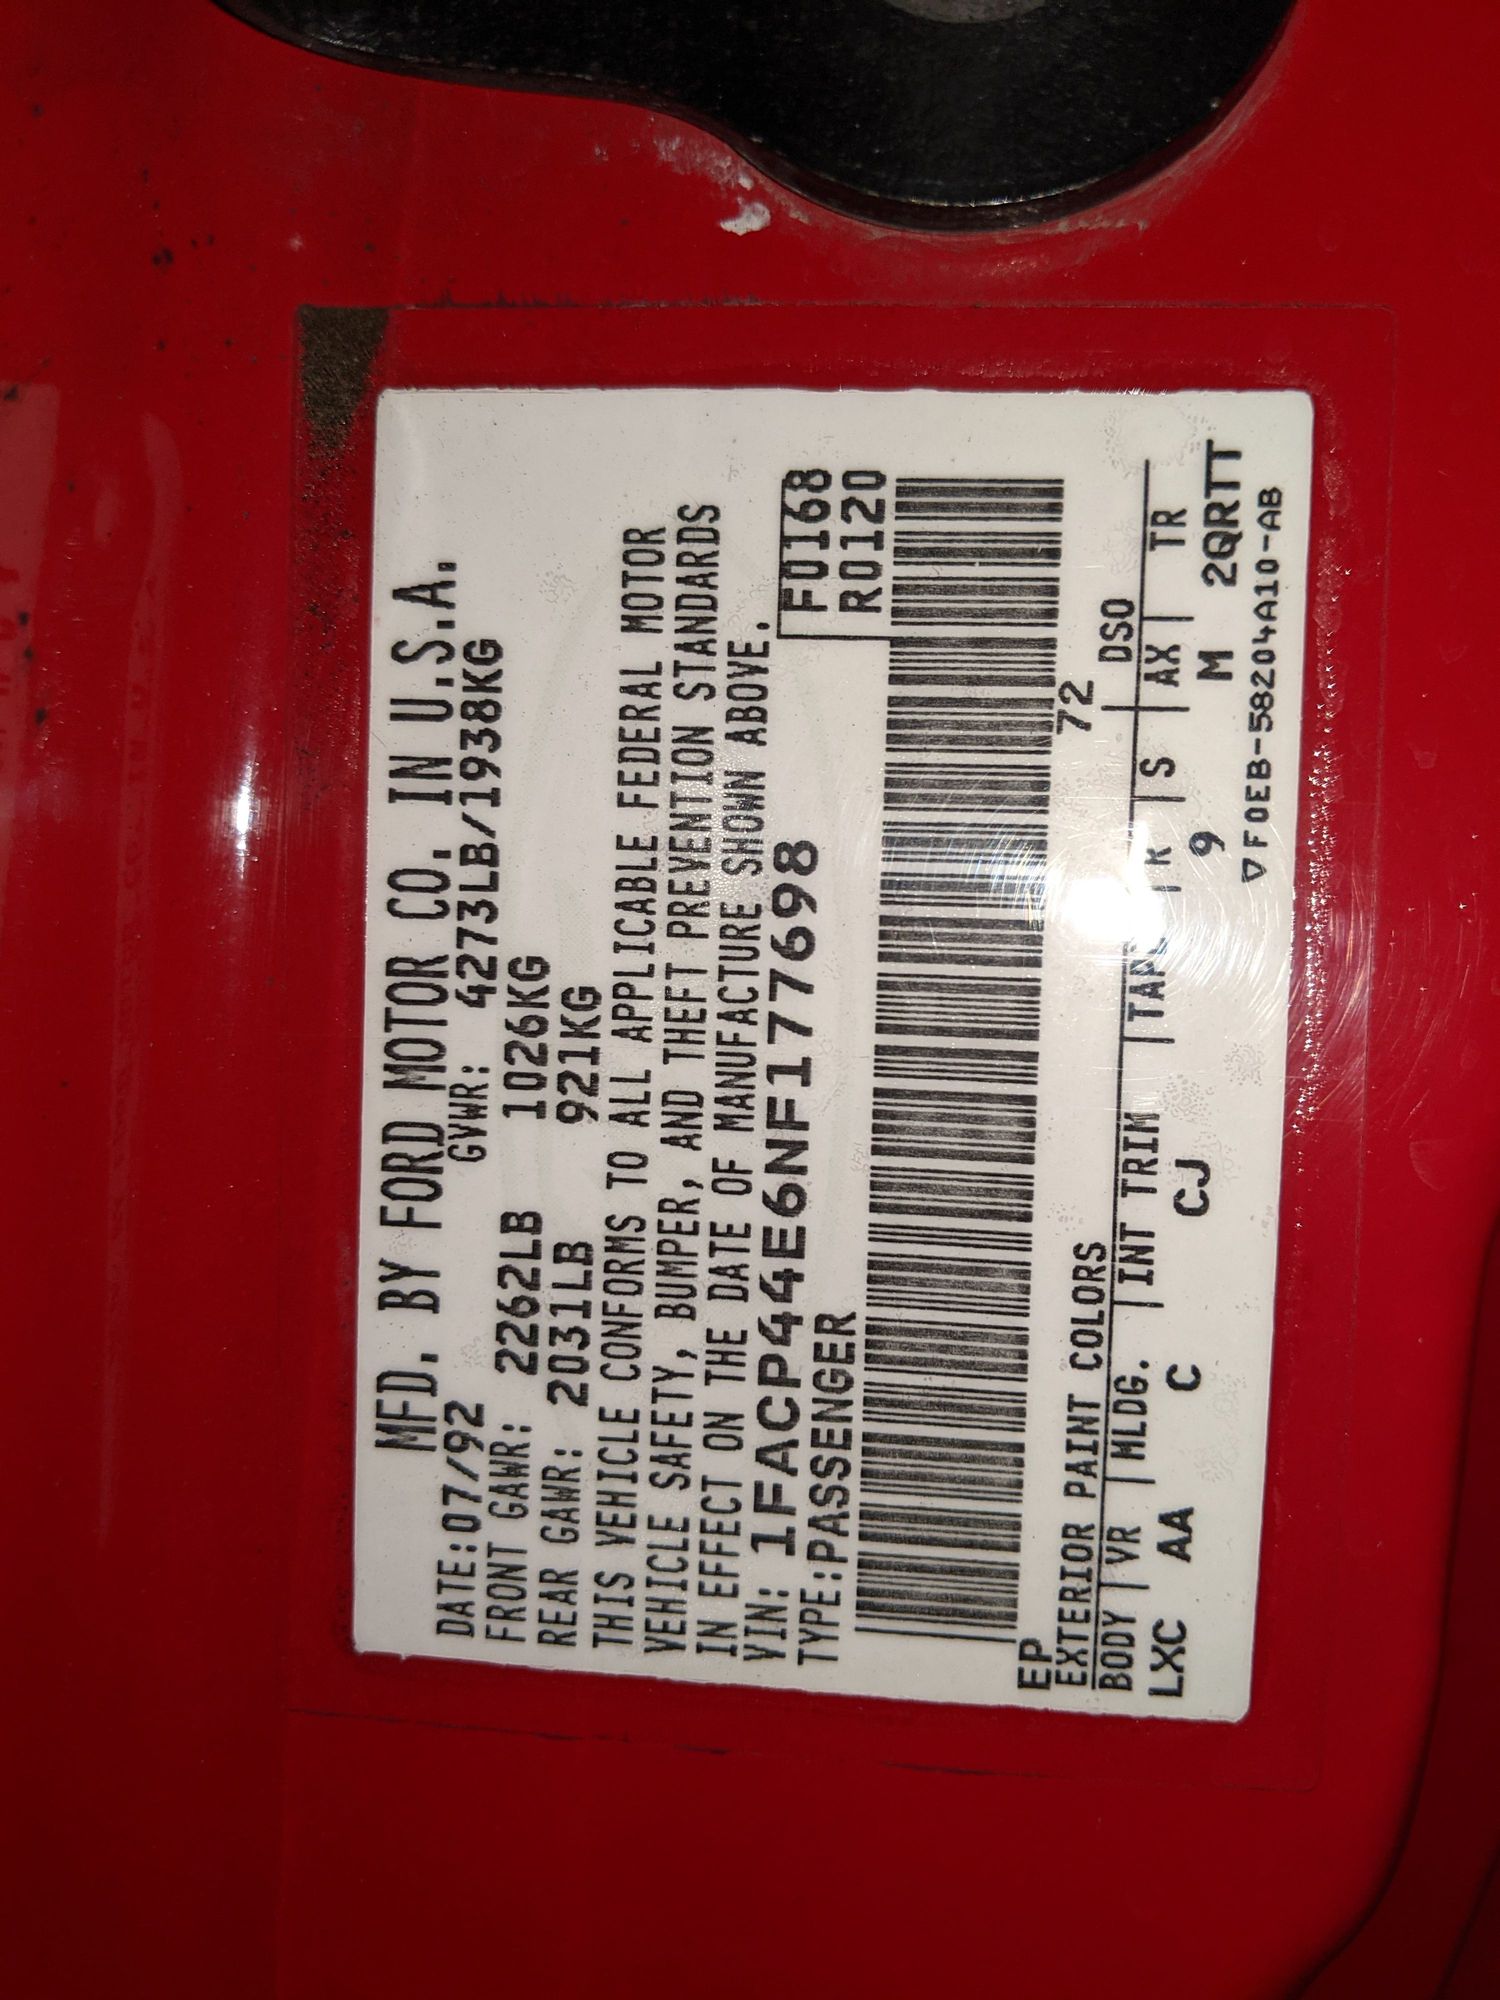 MFD. BY FORD MOTOR CO. IN U.S.A.
DATE:07/92 GVWR: 4273LB/1938KG
FRONT GAWR: 2262LB 1026KG
REAR GAWR: 2031LB 921KG
THIS VEHICLE CONFORMS TO ALL APPLICABLE FEDERAL MOTOR
VEHICLE SAFETY, BUMPER, AND THEFT PREVENTION STANDARDS
IN EFFECT ON THE DATE OF MANUFACTURE SHOWN ABOVE.
VIN: 1FACP44E6NF177698 F0168
TYPE:PASSENGER R0120
EP 72
EXTERIOR PAINT COLORS DSO
BODY | VR | MLDG. | INT TRIM | TAPE | R | S | AX | TR
LXC AA C CJ 9 M 2QRTT
▽F0EB-58204A10-AB